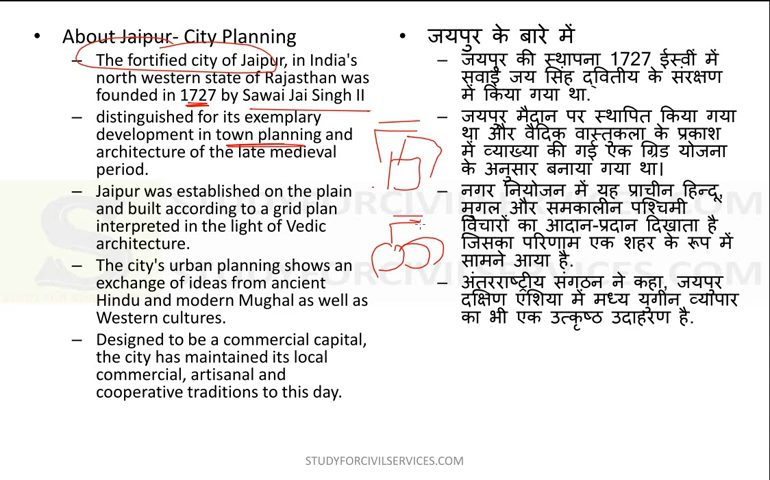 • About Jaipur- City Planning
– The fortified city of Jaipur, in India's
north western state of Rajasthan was
founded in 1727 by Sawai Jai Singh II
– distinguished for its exemplary
development in town planning and
architecture of the late medieval
period.
– Jaipur was established on the plain
and built according to a grid plan
interpreted in the light of Vedic
architecture.
– The city's urban planning shows an
exchange of ideas from ancient
Hindu and modern Mughal as well as
Western cultures.
– Designed to be a commercial capital,
the city has maintained its local
commercial, artisanal and
cooperative traditions to this day.
• जयपुर के बारे में
– जयपुर की स्थापना 1727 ईस्वीं में
सवाई जय सिंह द्वितीय के संरक्षण
में किया गया था.
– जयपुर मैदान पर स्थापित किया गया
था और वैदिक वास्तुकला के प्रकाश
में व्याख्या की गई एक ग्रिड योजना
के अनुसार बनाया गया था।
– नगर नियोजन में यह प्राचीन हिन्दू,
मुगल और समकालीन पश्चिमी
विचारों का आदान-प्रदान दिखाता है
जिसका परिणाम एक शहर के रूप में
सामने आया है.
– अंतरराष्ट्रीय संगठन ने कहा, जयपुर
दक्षिण एशिया में मध्य युगीन व्यापार
का भी एक उत्कृष्ठ उदाहरण है.
STUDYFORCIVILSERVICES.COM